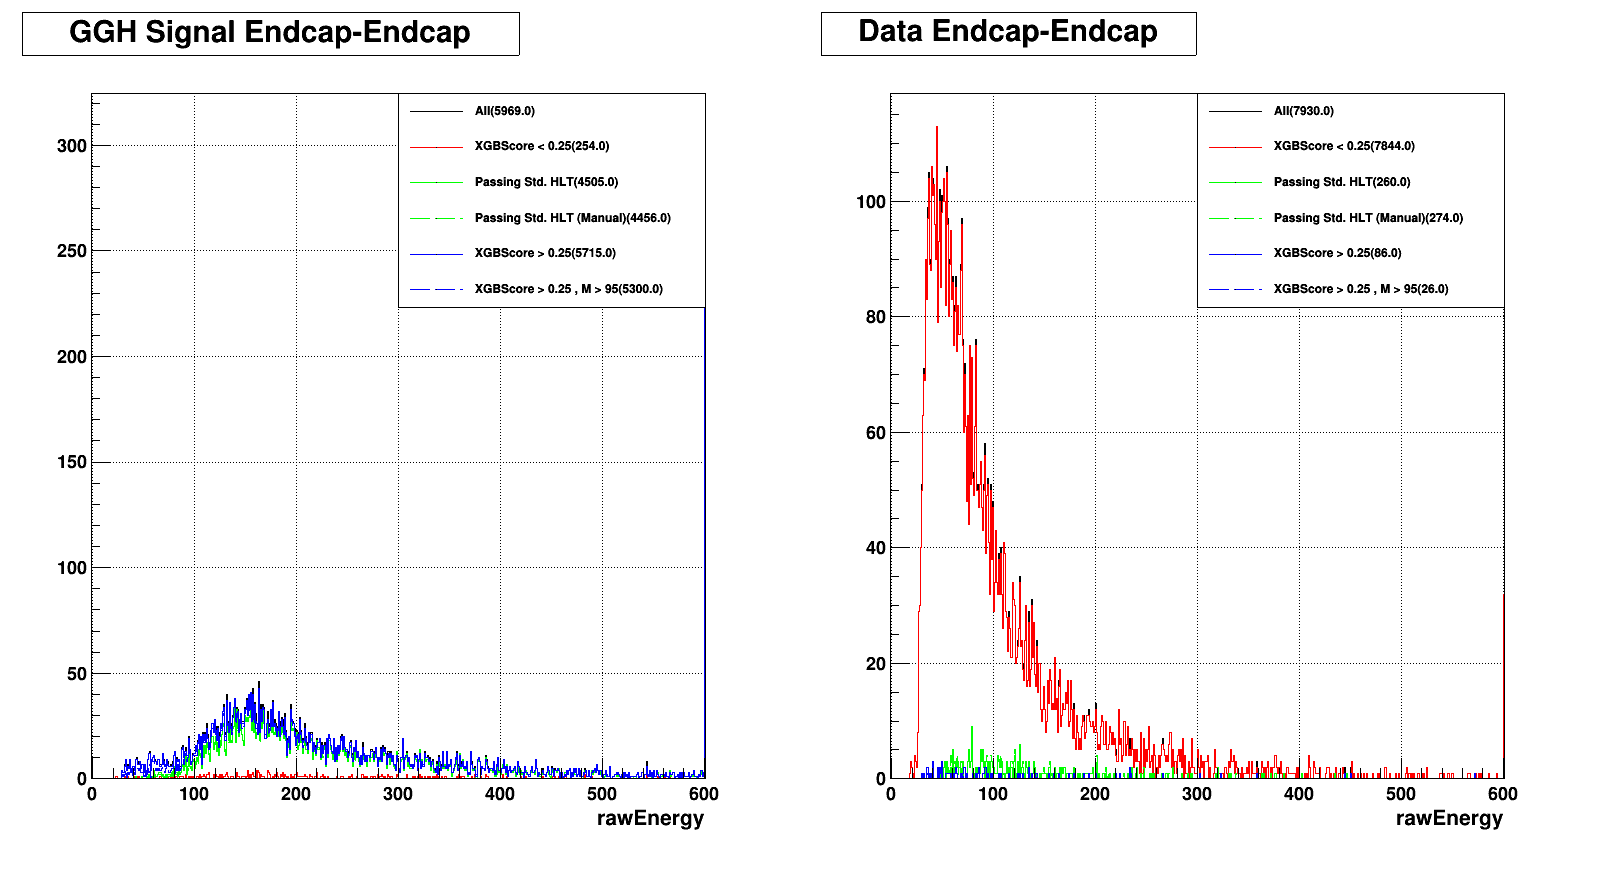 GGH Signal Endcap-Endcap
All(5969.0)
XGBScore < 0.25(254.0)
Passing Std. HLT(4505.0)
Passing Std. HLT (Manual)(4456.0)
XGBScore > 0.25(5715.0)
XGBScore > 0.25 , M > 95(5300.0)
300
250
200
150
100
50
0
0 100 200 300 400 500 600
rawEnergy
Data Endcap-Endcap
All(7930.0)
XGBScore < 0.25(7844.0)
Passing Std. HLT(260.0)
Passing Std. HLT (Manual)(274.0)
XGBScore > 0.25(86.0)
XGBScore > 0.25 , M > 95(26.0)
100
80
60
40
20
0
0 100 200 300 400 500 600
rawEnergy